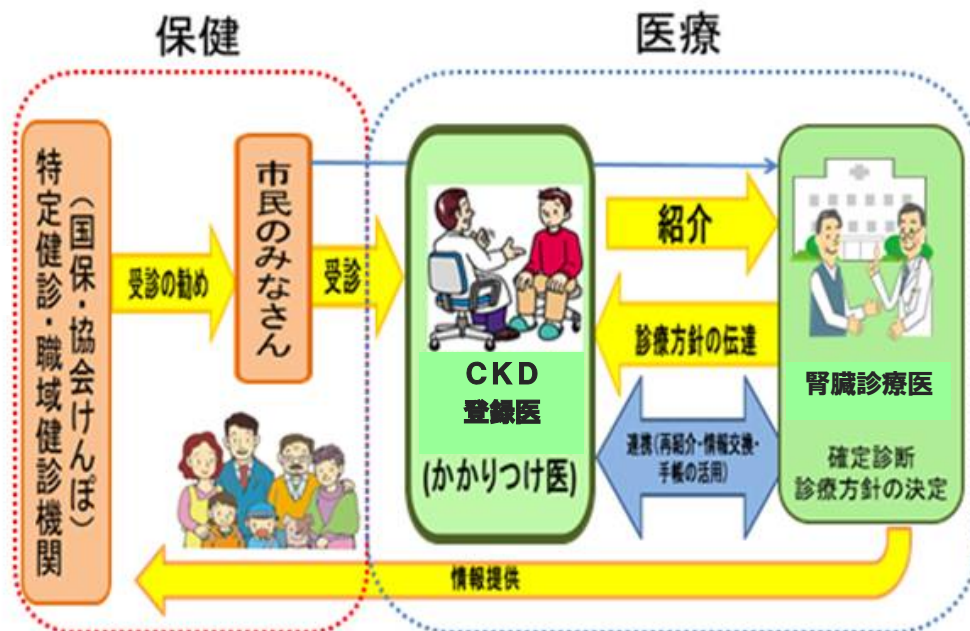 保健
医療
特定健診・職域健診機関
（国保・協会けんぽ）
受診の勧め
市民のみなさん
受診
CKD
登録医
(かかりつけ医)
紹介
診療方針の伝達
連携(再紹介・情報交換・
手帳の活用)
腎臓診療医
確定診断
診療方針の決定
情報提供